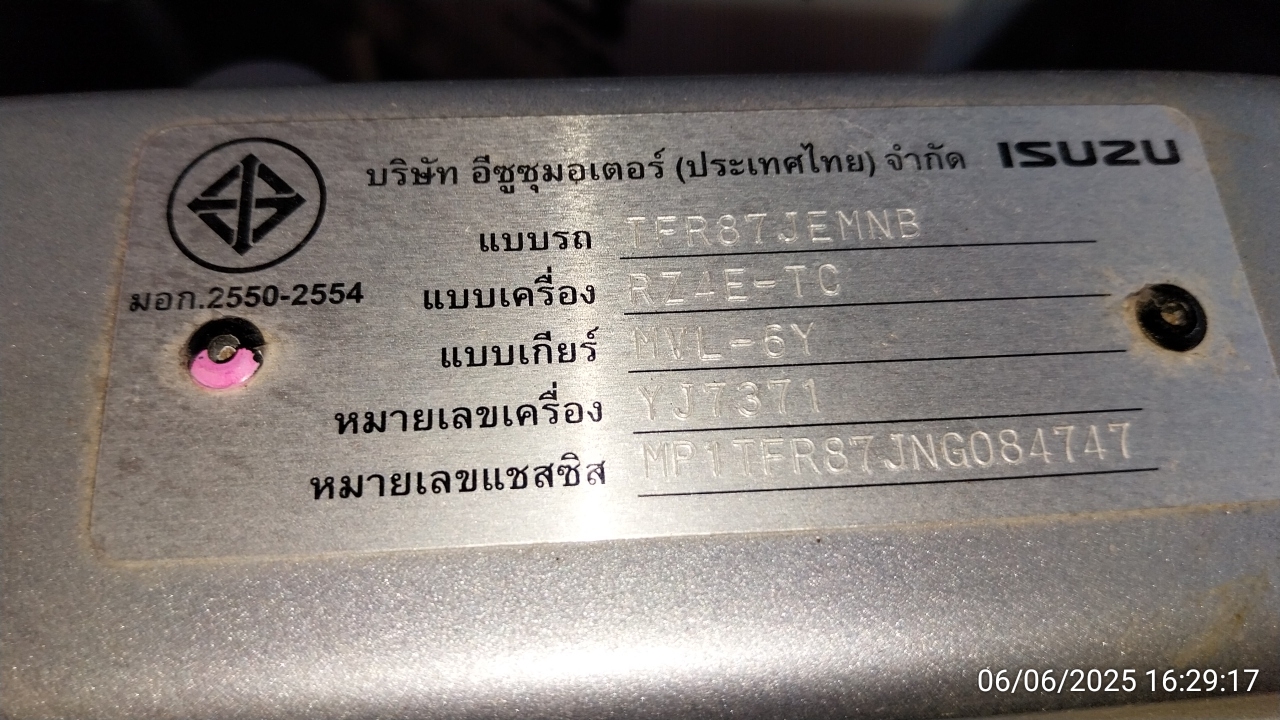 บริษัท อีซูซุมอเตอร์ (ประเทศไทย) จำกัด ISUZU
แบบรถ TFR87JEMNB
มอก.2550-2554
แบบเครื่อง RZ4E-TC
แบบเกียร์ MVL-6Y
หมายเลขเครื่อง YJ7371
หมายเลขแชสซิส MP1TFR87JNG084747
06/06/2025 16:29:17